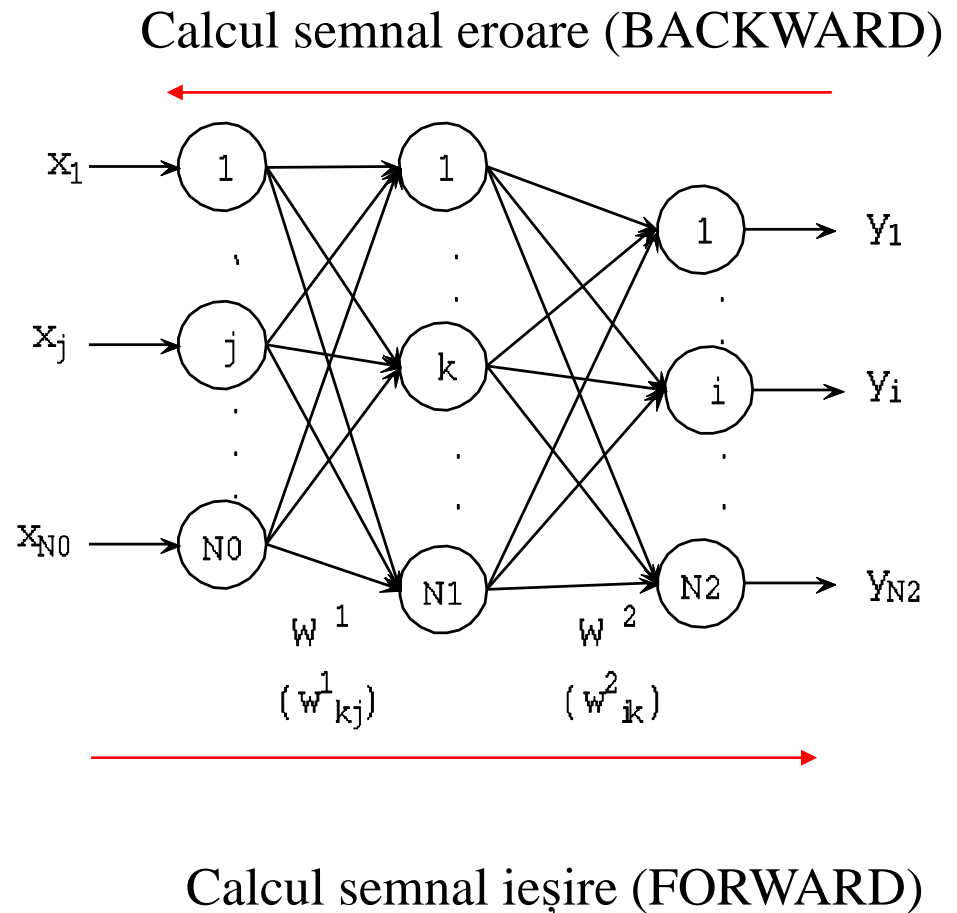 Calcul semnal eroare (BACKWARD)
x1 1 1
1 y1
xj j
k
i yi
xN0 N0
N1 N2 yN2
W 1 W 2
(w1kj) (w2ik)
Calcul semnal ieșire (FORWARD)